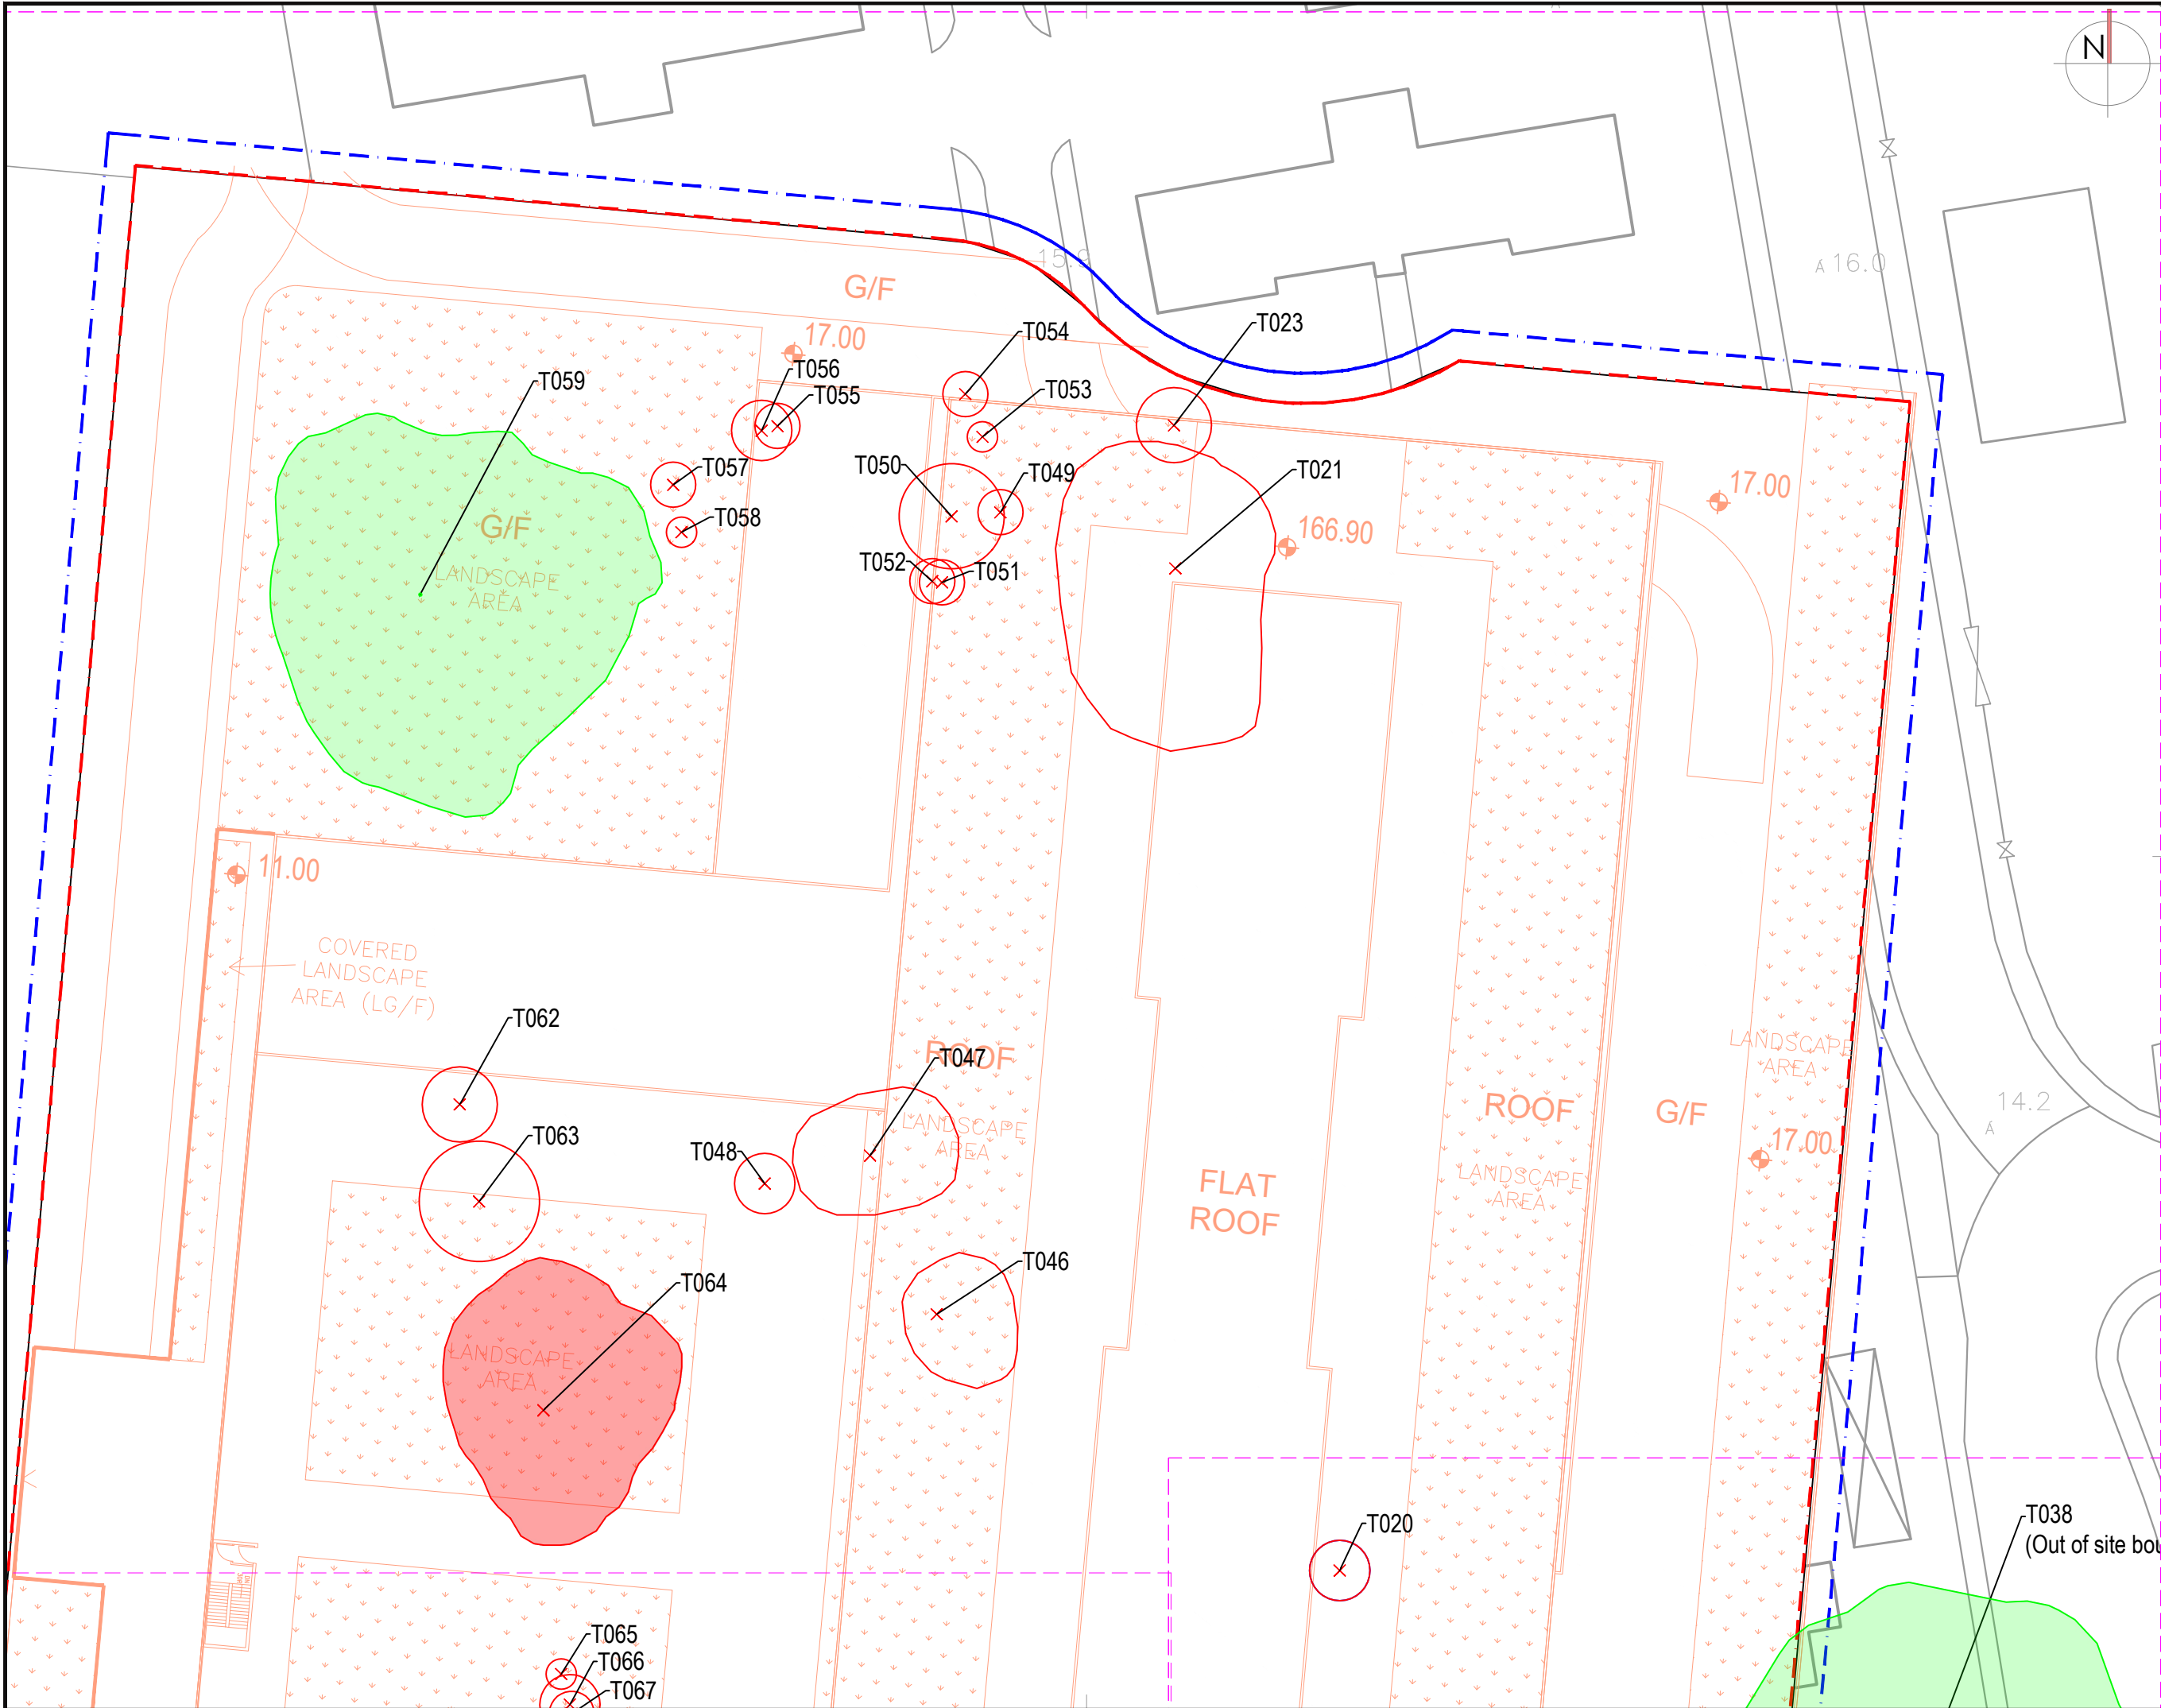 N
15.9
16.0
G/F
17.00
T054
T023
T056
T059
T055
T053
T057
T050
T049
T021
17.00
G/F
T058
166.90
T052
T051
LANDSCAPE
AREA
11.00
COVERED
LANDSCAPE
AREA (LG/F)
T062
ROOF
T047
LANDSCAPE
AREA
14.2
ROOF
G/F
T063
T048
LANDSCAPE
AREA
17.00
FLAT
ROOF
LANDSCAPE
AREA
T046
T064
LANDSCAPE
AREA
T020
T038
(Out of site bou
T065
T066
T067